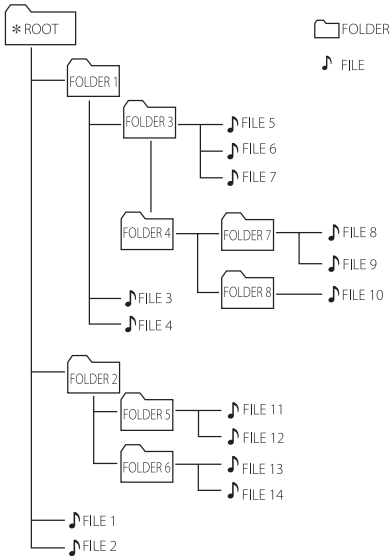 *ROOT
FOLDER
FILE
FOLDER 1
FOLDER 3
FILE 5
FILE 6
FILE 7
FOLDER 4
FOLDER 7
FILE 8
FILE 9
FOLDER 8
FILE 10
FILE 3
FILE 4
FOLDER 2
FOLDER 5
FILE 11
FILE 12
FOLDER 6
FILE 13
FILE 14
FILE 1
FILE 2